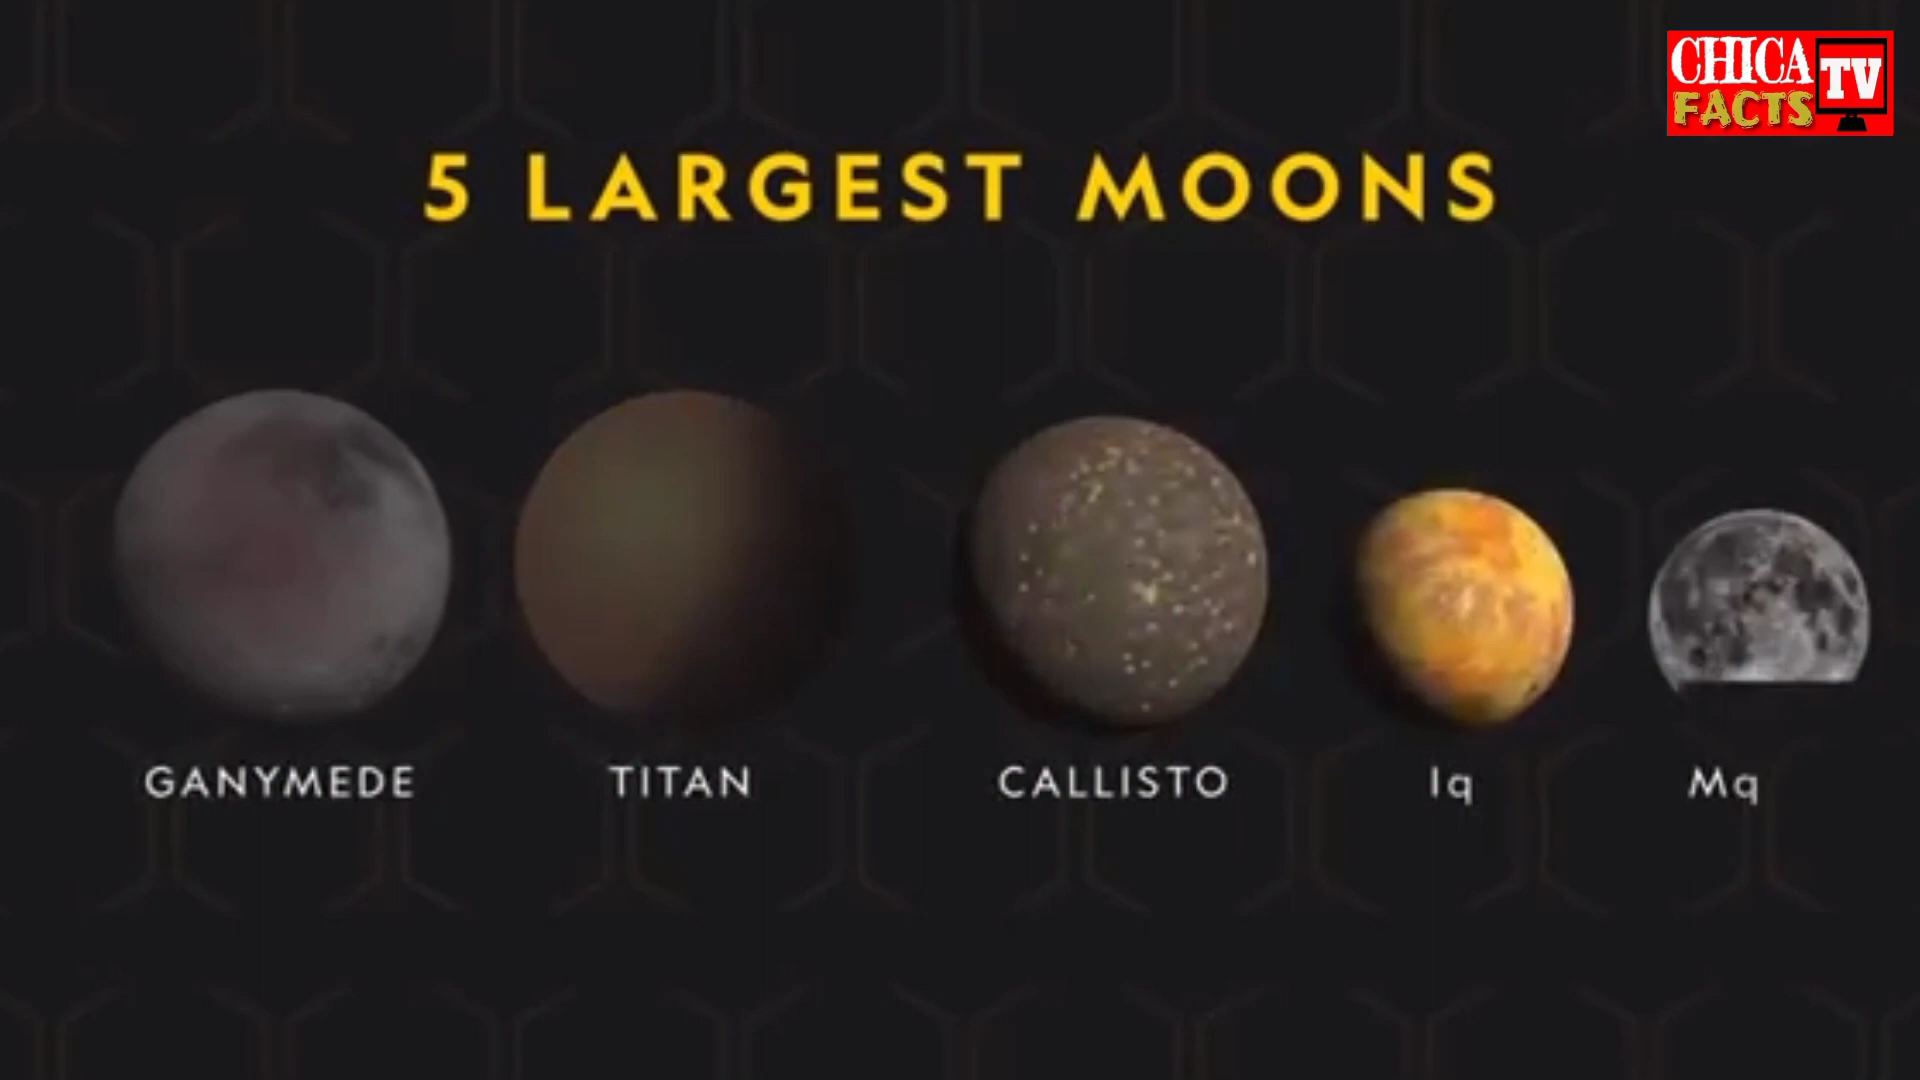 CHICA
FACTS
TV
5 LARGEST MOONS
GANYMEDE
TITAN
CALLISTO
Iq
Mq